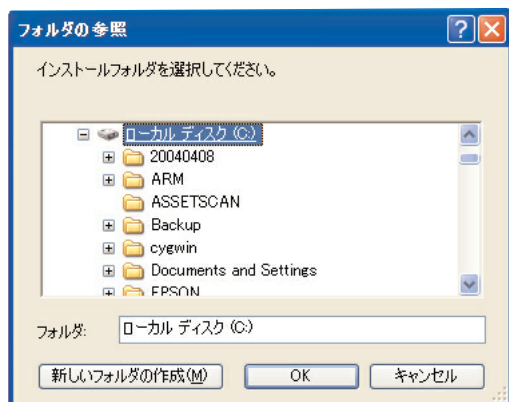 フォルダの参照
インストールフォルダを選択してください。
ローカル ディスク (C:)
20040408
ARM
ASSETSCAN
Backup
cygwin
Documents and Settings
EPSON
フォルダ: ローカル ディスク (C:)
新しいフォルダの作成(M) OK キャンセル